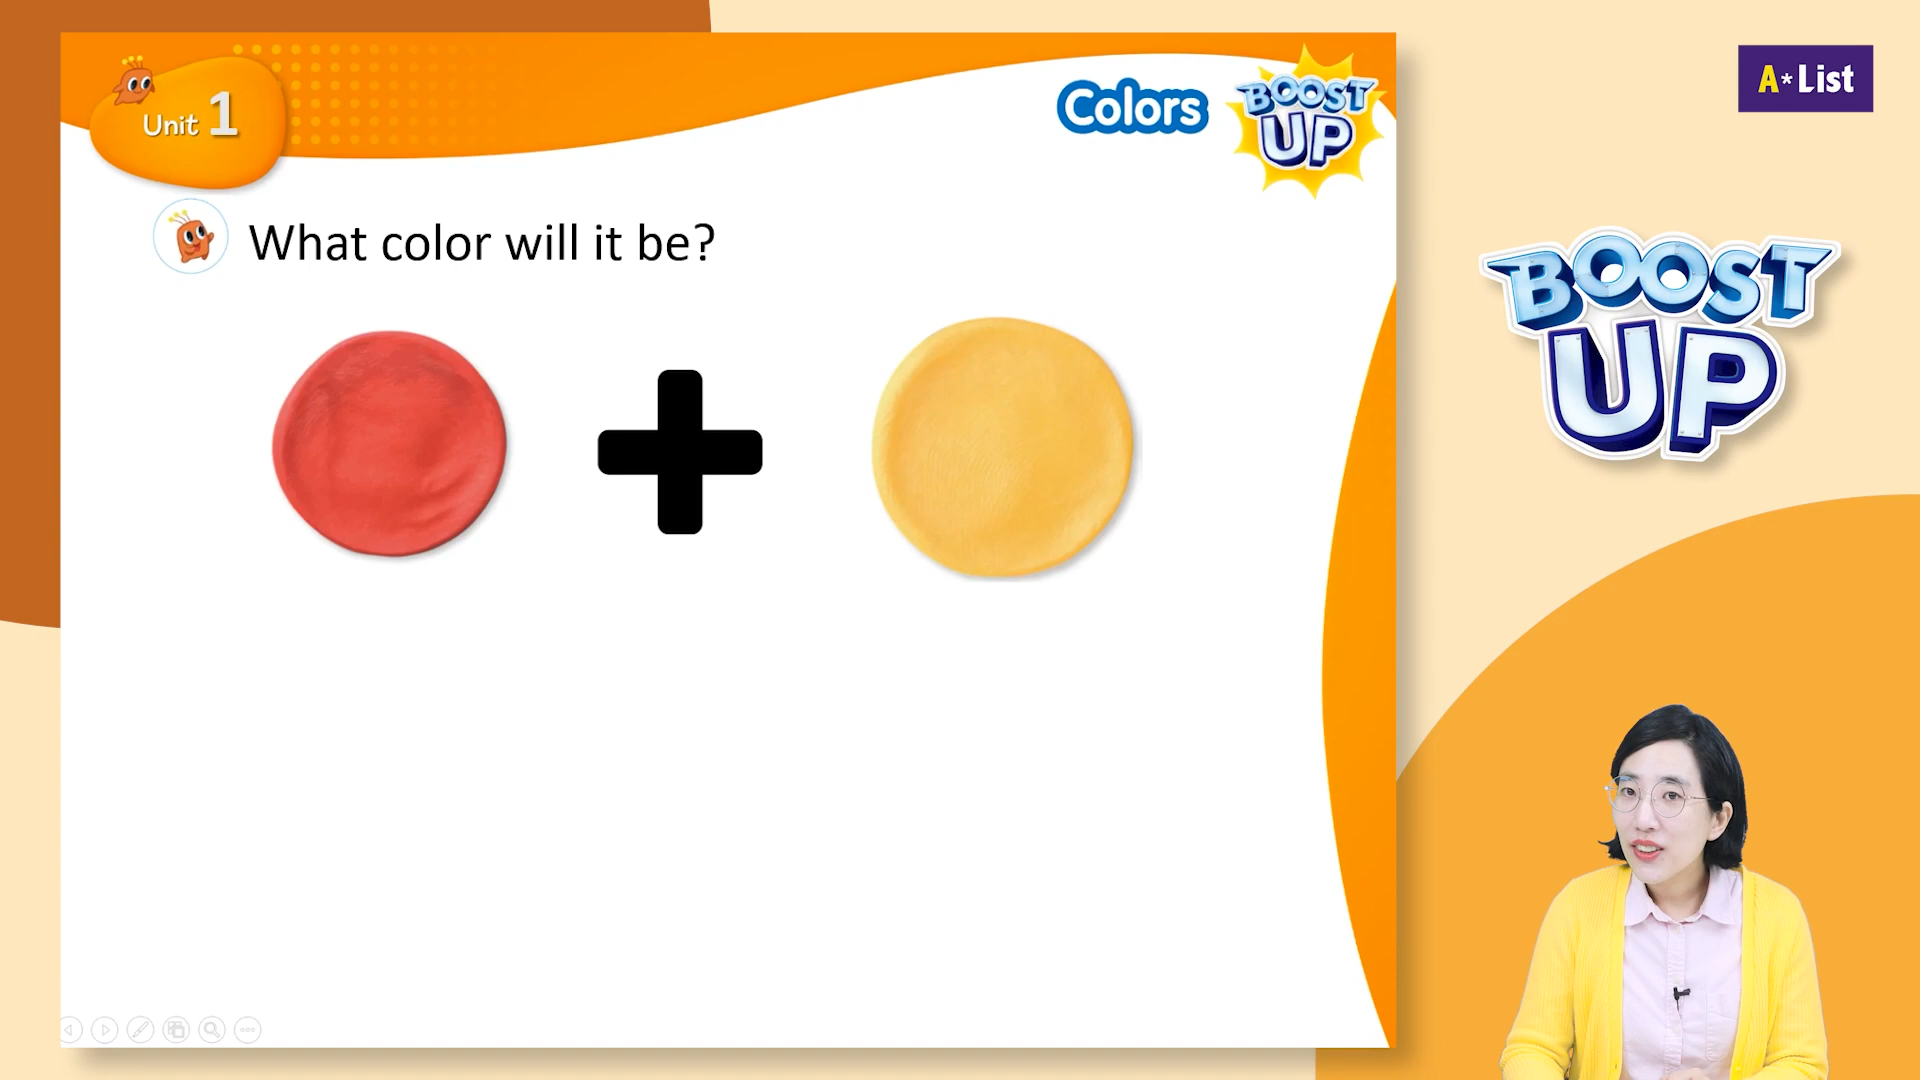 Unit 1
Colors
BOOST
UP
What color will it be?
A*List
BOOST
UP